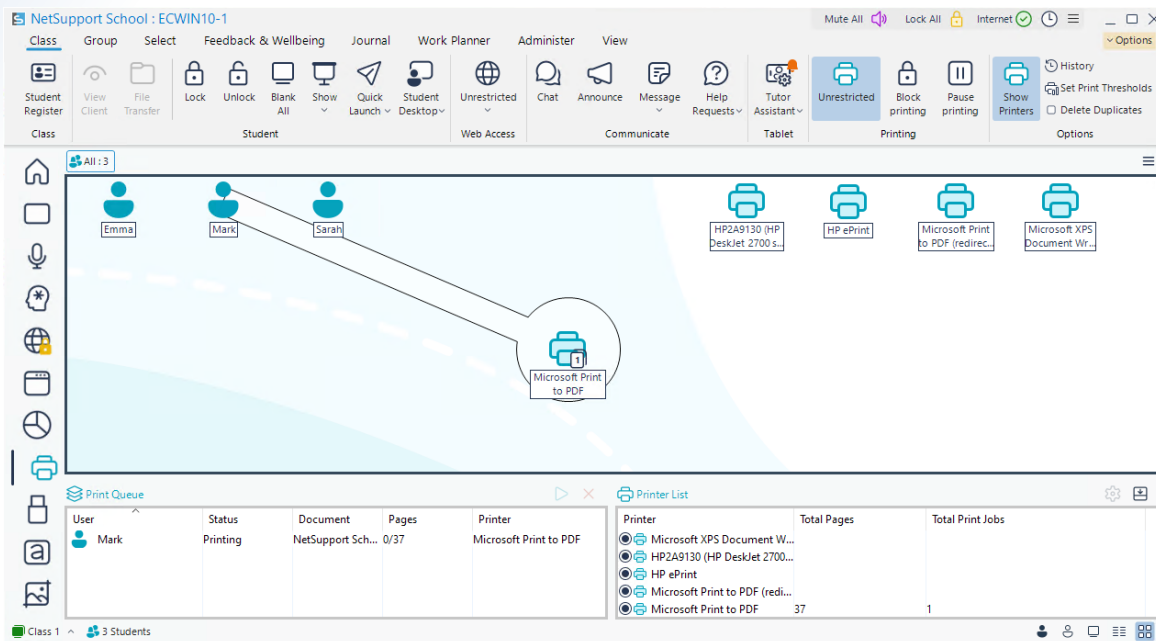 NetSupport School : ECWIN10-1
Mute All
Lock All
Internet
Class Group Select Feedback & Wellbeing Journal Work Planner Administer View
Options
Student Register
View Client
File Transfer
Lock
Unlock
Blank All
Show
Quick Launch
Student Desktop
Unrestricted
Chat
Announce
Message
Help Requests
Tutor Assistant
Unrestricted
Block printing
Pause printing
Show Printers
History
Set Print Thresholds
Delete Duplicates
Class Student Web Access Communicate Tablet Printing Options
All : 3
Emma
Mark
Sarah
HP2A9130 (HP
DeskJet 2700 s...
HP ePrint
Microsoft Print
to PDF (redirec...
Microsoft XPS
Document Wr...
1
Microsoft Print
to PDF
Print Queue
User Status Document Pages Printer
Mark Printing NetSupport Sch... 0/37 Microsoft Print to PDF
Printer List
Printer Total Pages Total Print Jobs
Microsoft XPS Document W...
HP2A9130 (HP DeskJet 2700...
HP ePrint
Microsoft Print to PDF (redi...
Microsoft Print to PDF 37 1
Class 1
3 Students